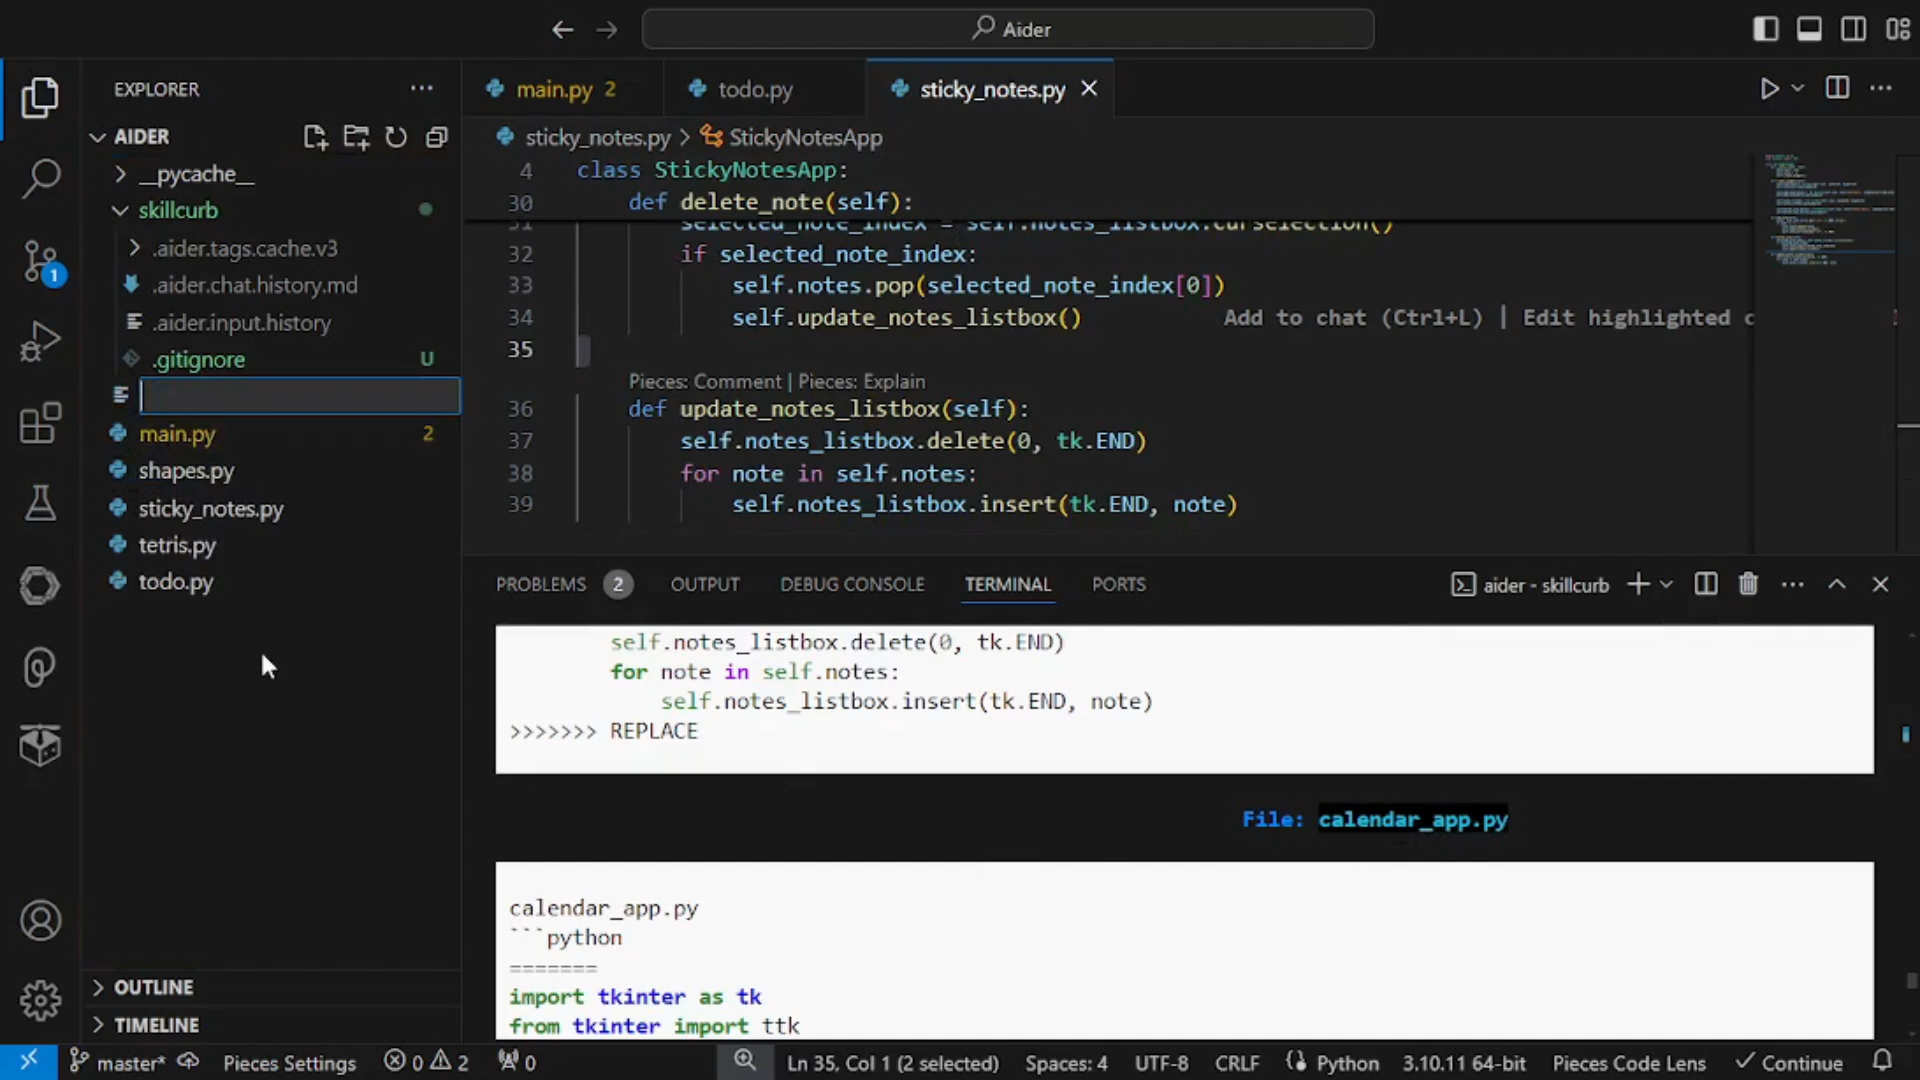 Aider
EXPLORER
AIDER
__pycache__
skillcurb
.aider.tags.cache.v3
.aider.chat.history.md
.aider.input.history
.gitignore U
main.py 2
shapes.py
sticky_notes.py
tetris.py
todo.py
OUTLINE
TIMELINE
1
main.py 2
todo.py
sticky_notes.py
sticky_notes.py > StickyNotesApp
4 class StickyNotesApp:
30 def delete_note(self):
31 selected_note_index = self.notes_listbox.curselection()
32 if selected_note_index:
33 self.notes.pop(selected_note_index[0])
34 self.update_notes_listbox() Add to chat (Ctrl+L) | Edit highlighted c
35
Pieces: Comment | Pieces: Explain
36 def update_notes_listbox(self):
37 self.notes_listbox.delete(0, tk.END)
38 for note in self.notes:
39 self.notes_listbox.insert(tk.END, note)
PROBLEMS 2 OUTPUT DEBUG CONSOLE TERMINAL PORTS aider - skillcurb
self.notes_listbox.delete(0, tk.END)
for note in self.notes:
self.notes_listbox.insert(tk.END, note)
>>>>>>> REPLACE
File: calendar_app.py
calendar_app.py
```python
=======
import tkinter as tk
from tkinter import ttk
master* Pieces Settings 0 2 0 Ln 35, Col 1 (2 selected) Spaces: 4 UTF-8 CRLF Python 3.10.11 64-bit Pieces Code Lens Continue